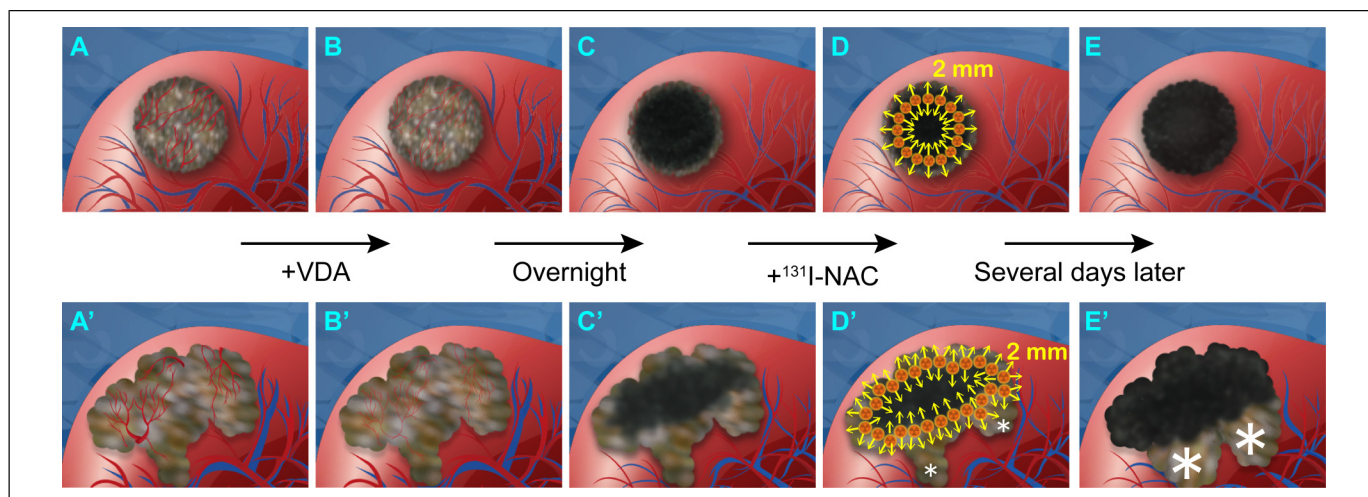 A B C D E
2 mm
+VDA Overnight +¹³¹I-NAC Several days later
A’ B’ C’ D’ E’
2 mm
* *
* *